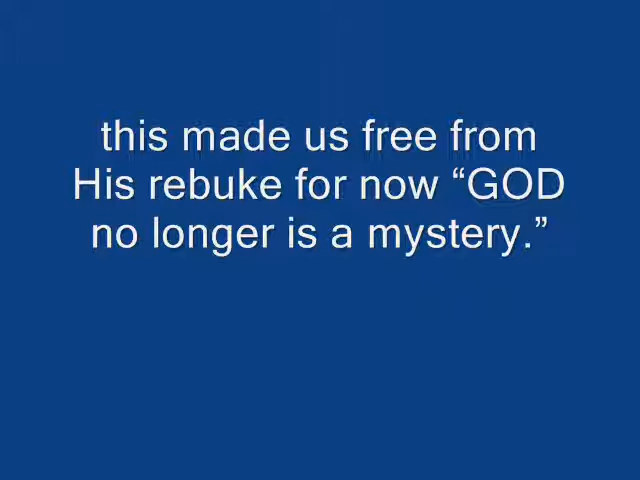 this made us free from
His rebuke for now “GOD
no longer is a mystery.”